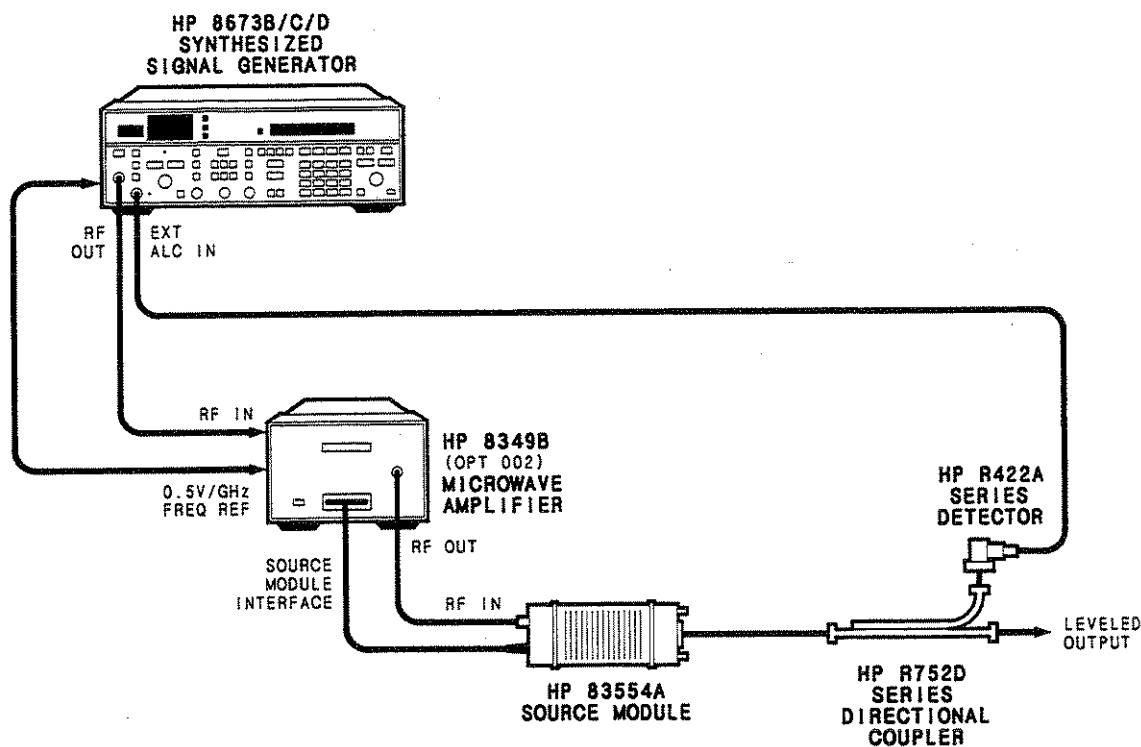 HP 8673B/C/D
SYNTHESIZED
SIGNAL GENERATOR
RF
OUT
EXT
ALC IN
RF IN
HP 8349B
(OPT 002)
MICROWAVE
AMPLIFIER
0.5V/GHz
FREQ REF
RF OUT
SOURCE
MODULE
INTERFACE
RF IN
HP R422A
SERIES
DETECTOR
HP 83554A
SOURCE MODULE
LEVELED
OUTPUT
HP R752D
SERIES
DIRECTIONAL
COUPLER